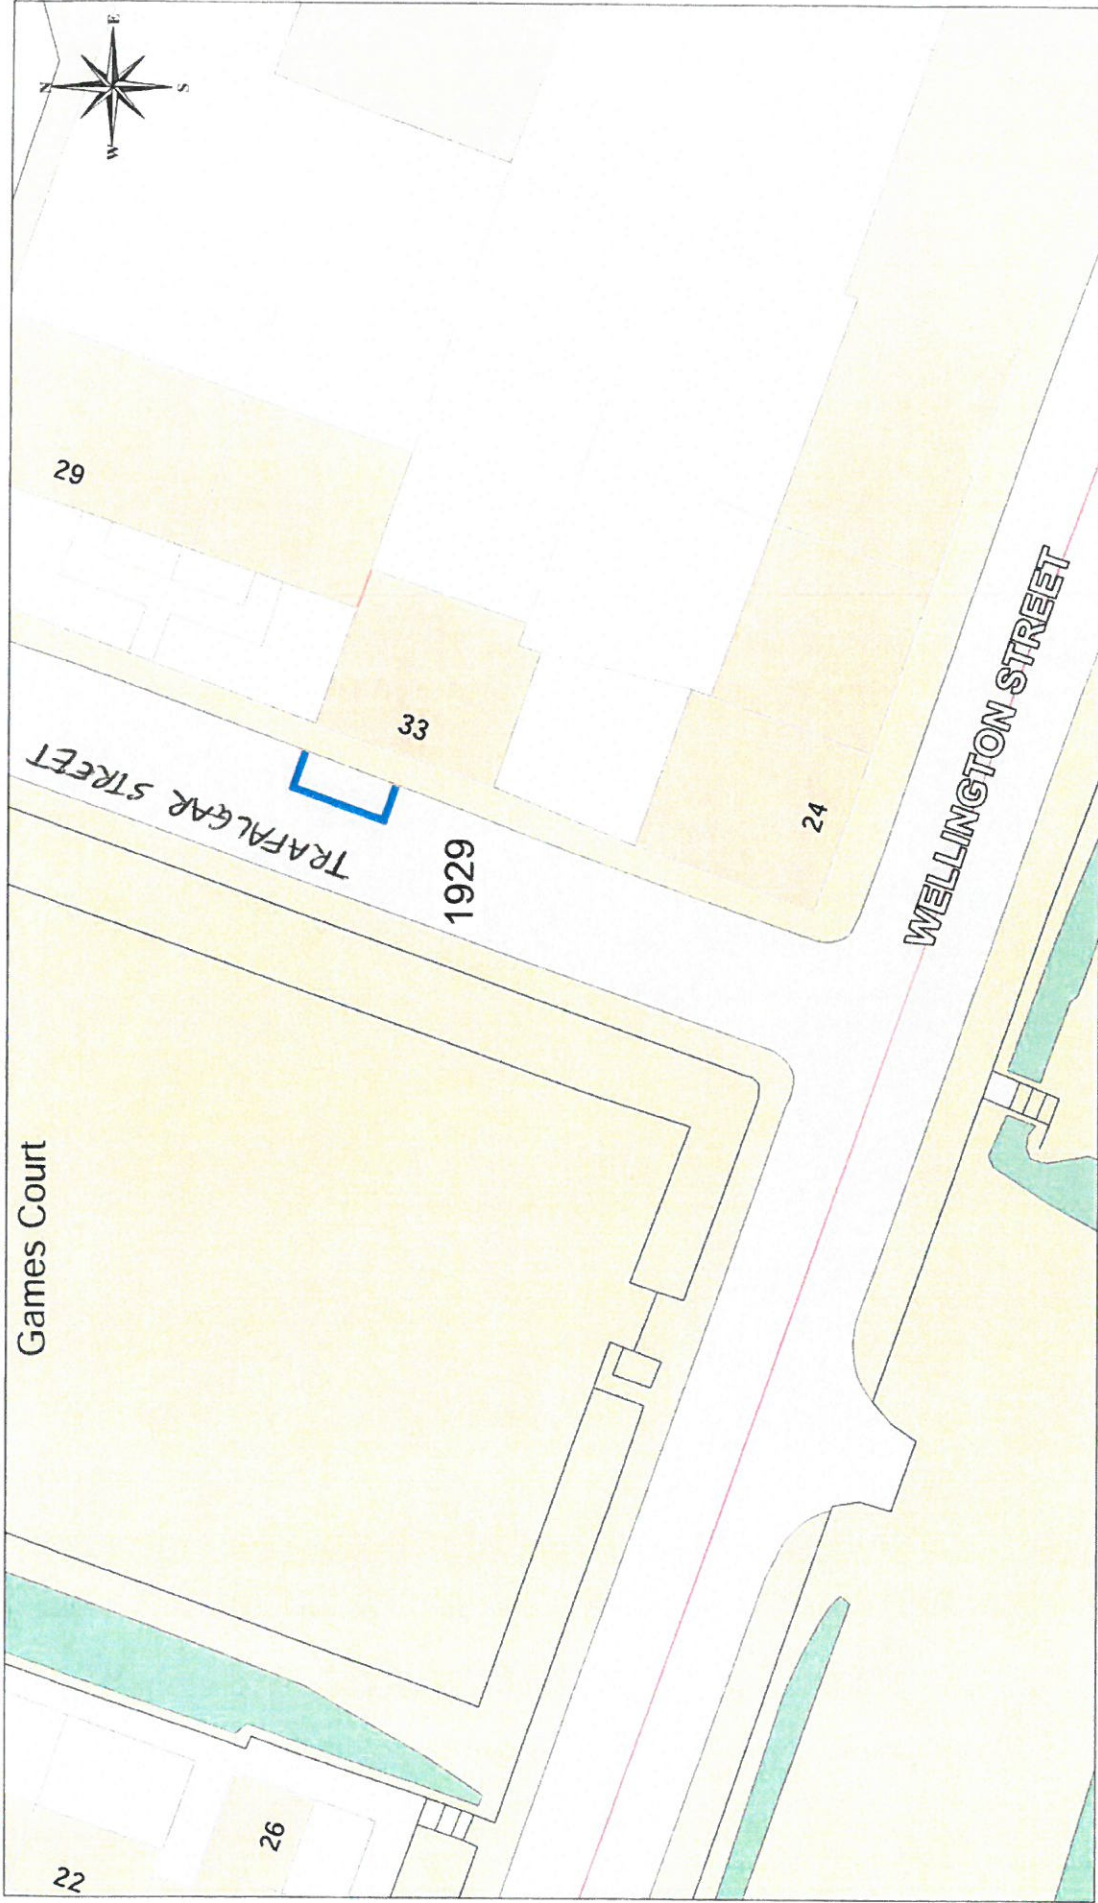 N
E
S
W
29
33
TRAFALGAR STREET
1929
24
WELLINGTON STREET
Games Court
26
22